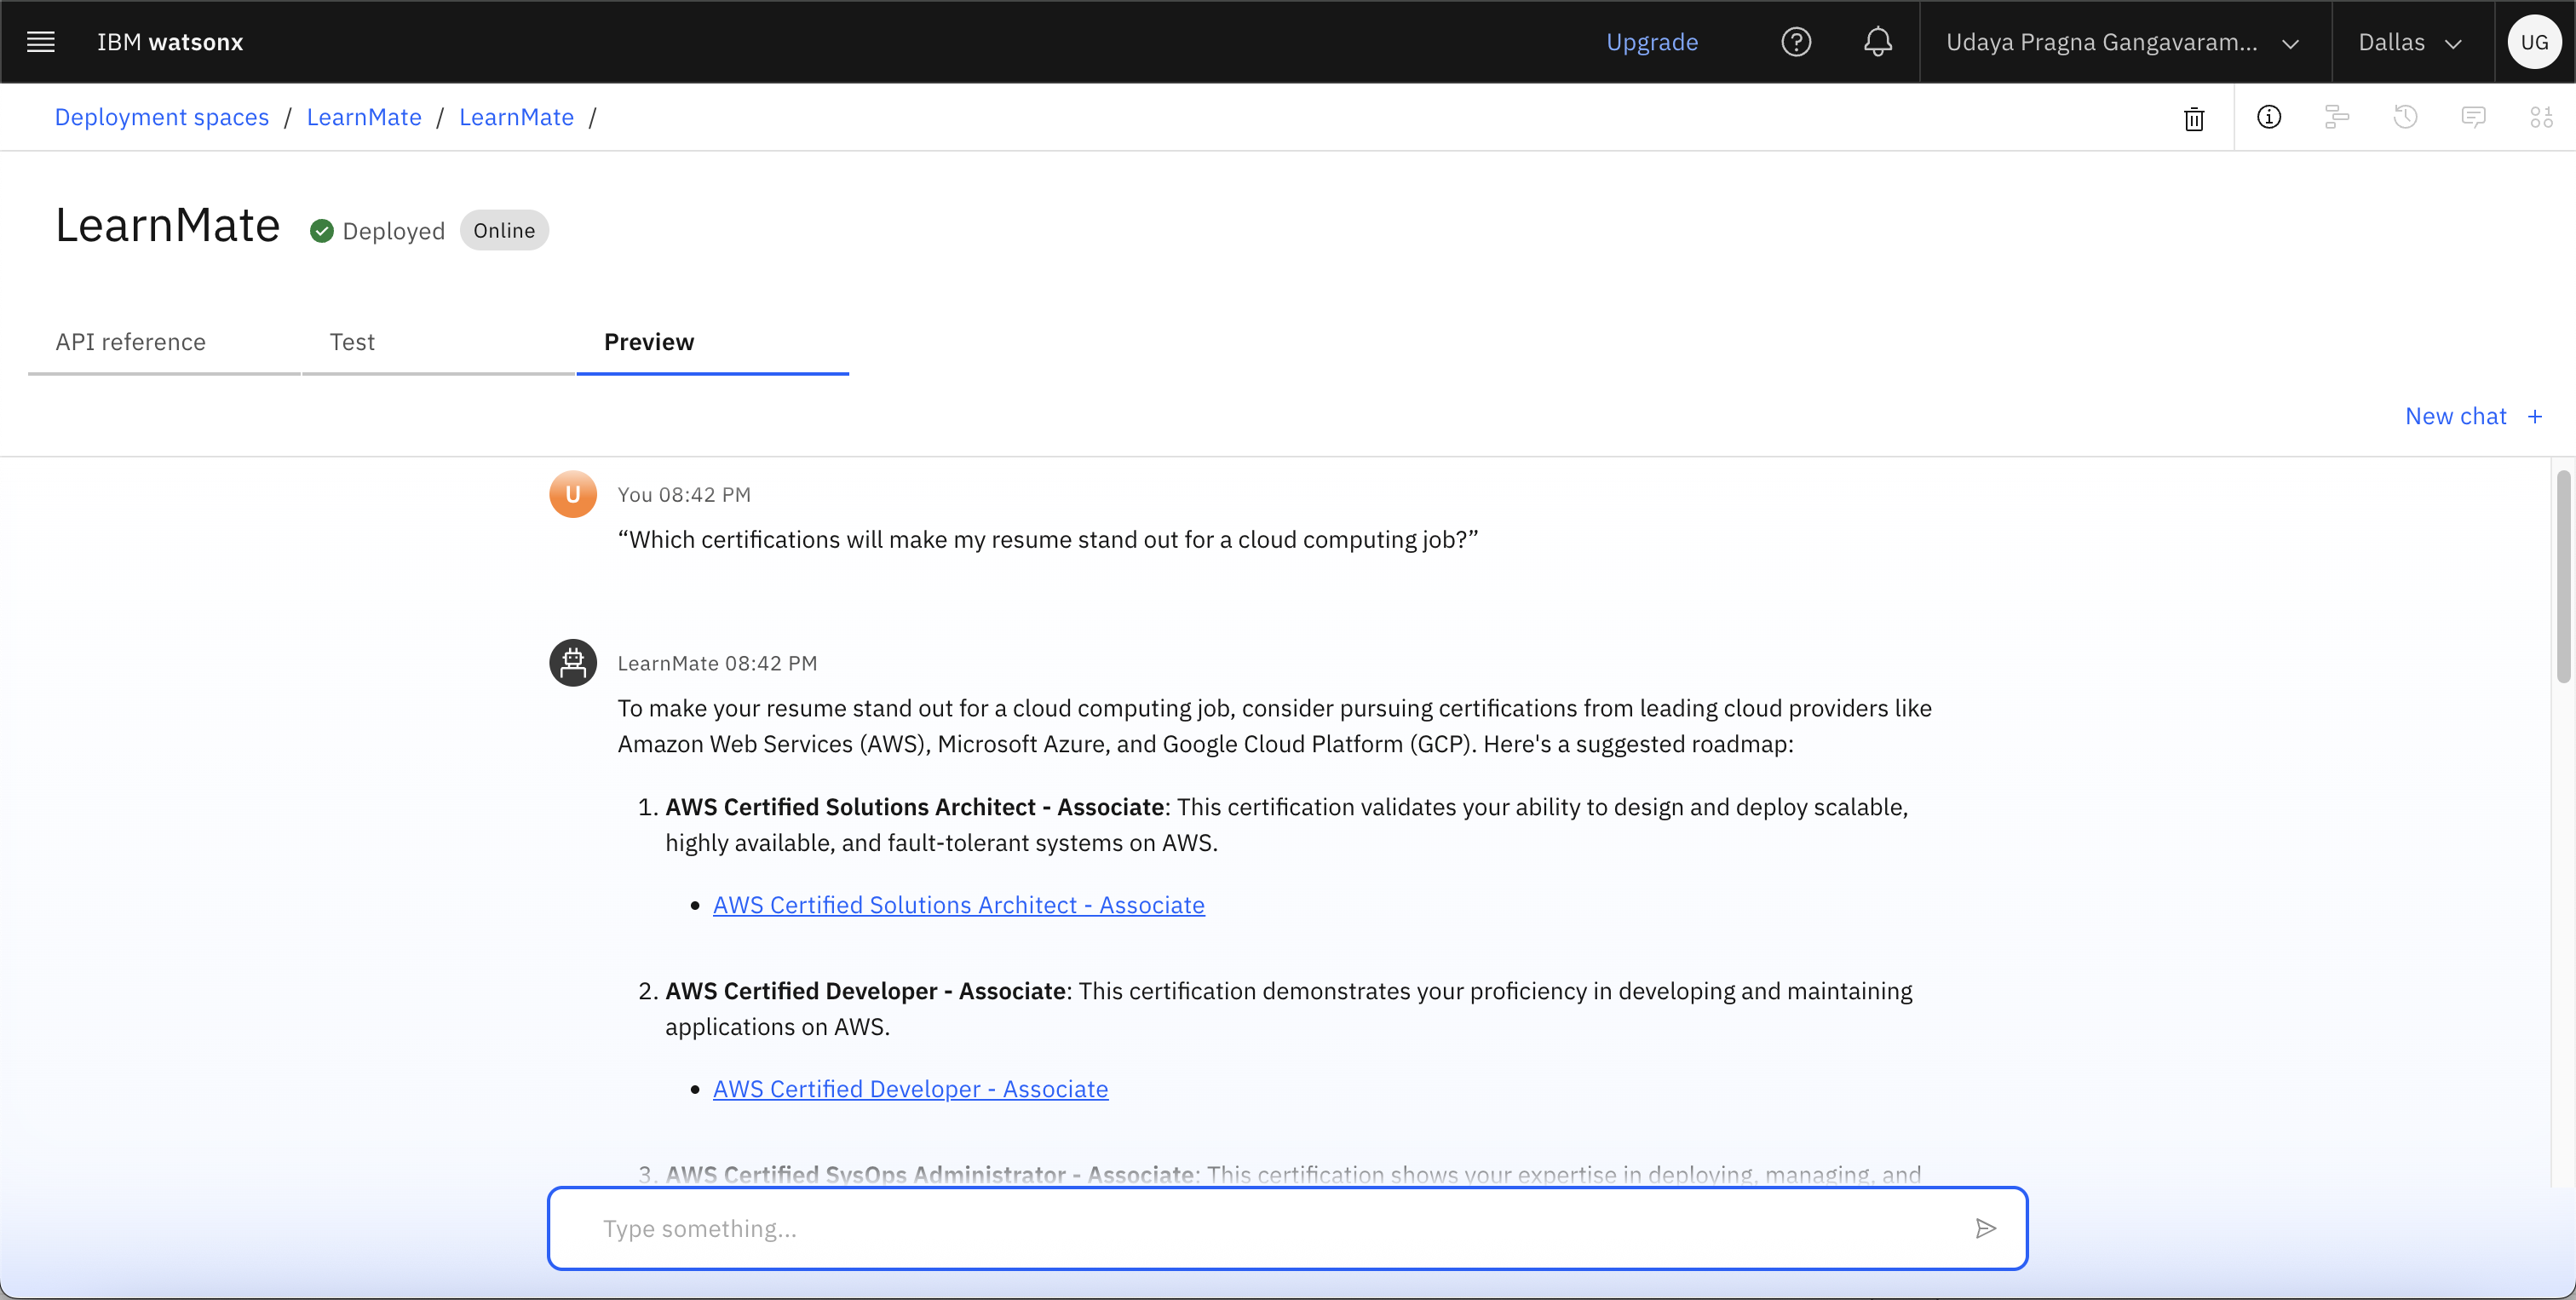 IBM watsonx
Upgrade
Udaya Pragna Gangavaram...
Dallas
UG
Deployment spaces / LearnMate / LearnMate /
LearnMate
Deployed
Online
API reference
Test
Preview
New chat +
U
You 08:42 PM
“Which certifications will make my resume stand out for a cloud computing job?”
LearnMate 08:42 PM
To make your resume stand out for a cloud computing job, consider pursuing certifications from leading cloud providers like
Amazon Web Services (AWS), Microsoft Azure, and Google Cloud Platform (GCP). Here's a suggested roadmap:
1. AWS Certified Solutions Architect - Associate: This certification validates your ability to design and deploy scalable,
highly available, and fault-tolerant systems on AWS.
• AWS Certified Solutions Architect - Associate
2. AWS Certified Developer - Associate: This certification demonstrates your proficiency in developing and maintaining
applications on AWS.
• AWS Certified Developer - Associate
3. AWS Certified SysOps Administrator - Associate: This certification shows your expertise in deploying, managing, and
Type something...